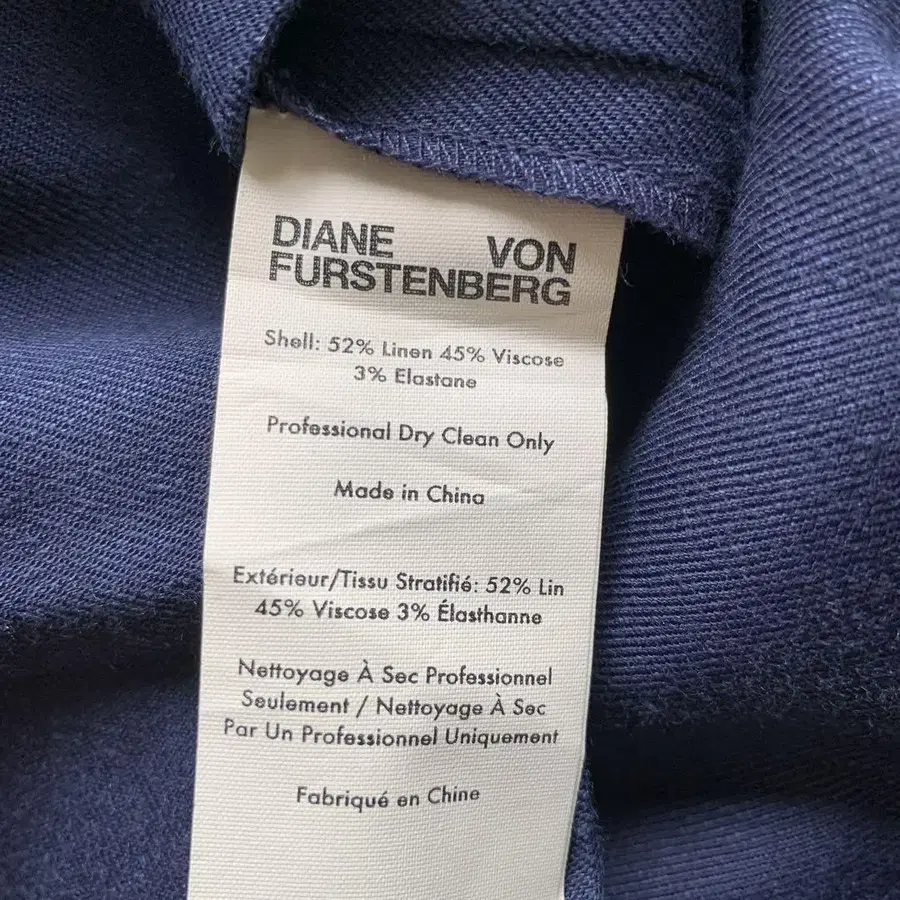 DIANE VON
FURSTENBERG
Shell: 52% Linen 45% Viscose
3% Elastane
Professional Dry Clean Only
Made in China
Extérieur/Tissu Stratifié: 52% Lin
45% Viscose 3% Élasthanne
Nettoyage À Sec Professionnel
Seulement / Nettoyage À Sec
Par Un Professionnel Uniquement
Fabriqué en Chine